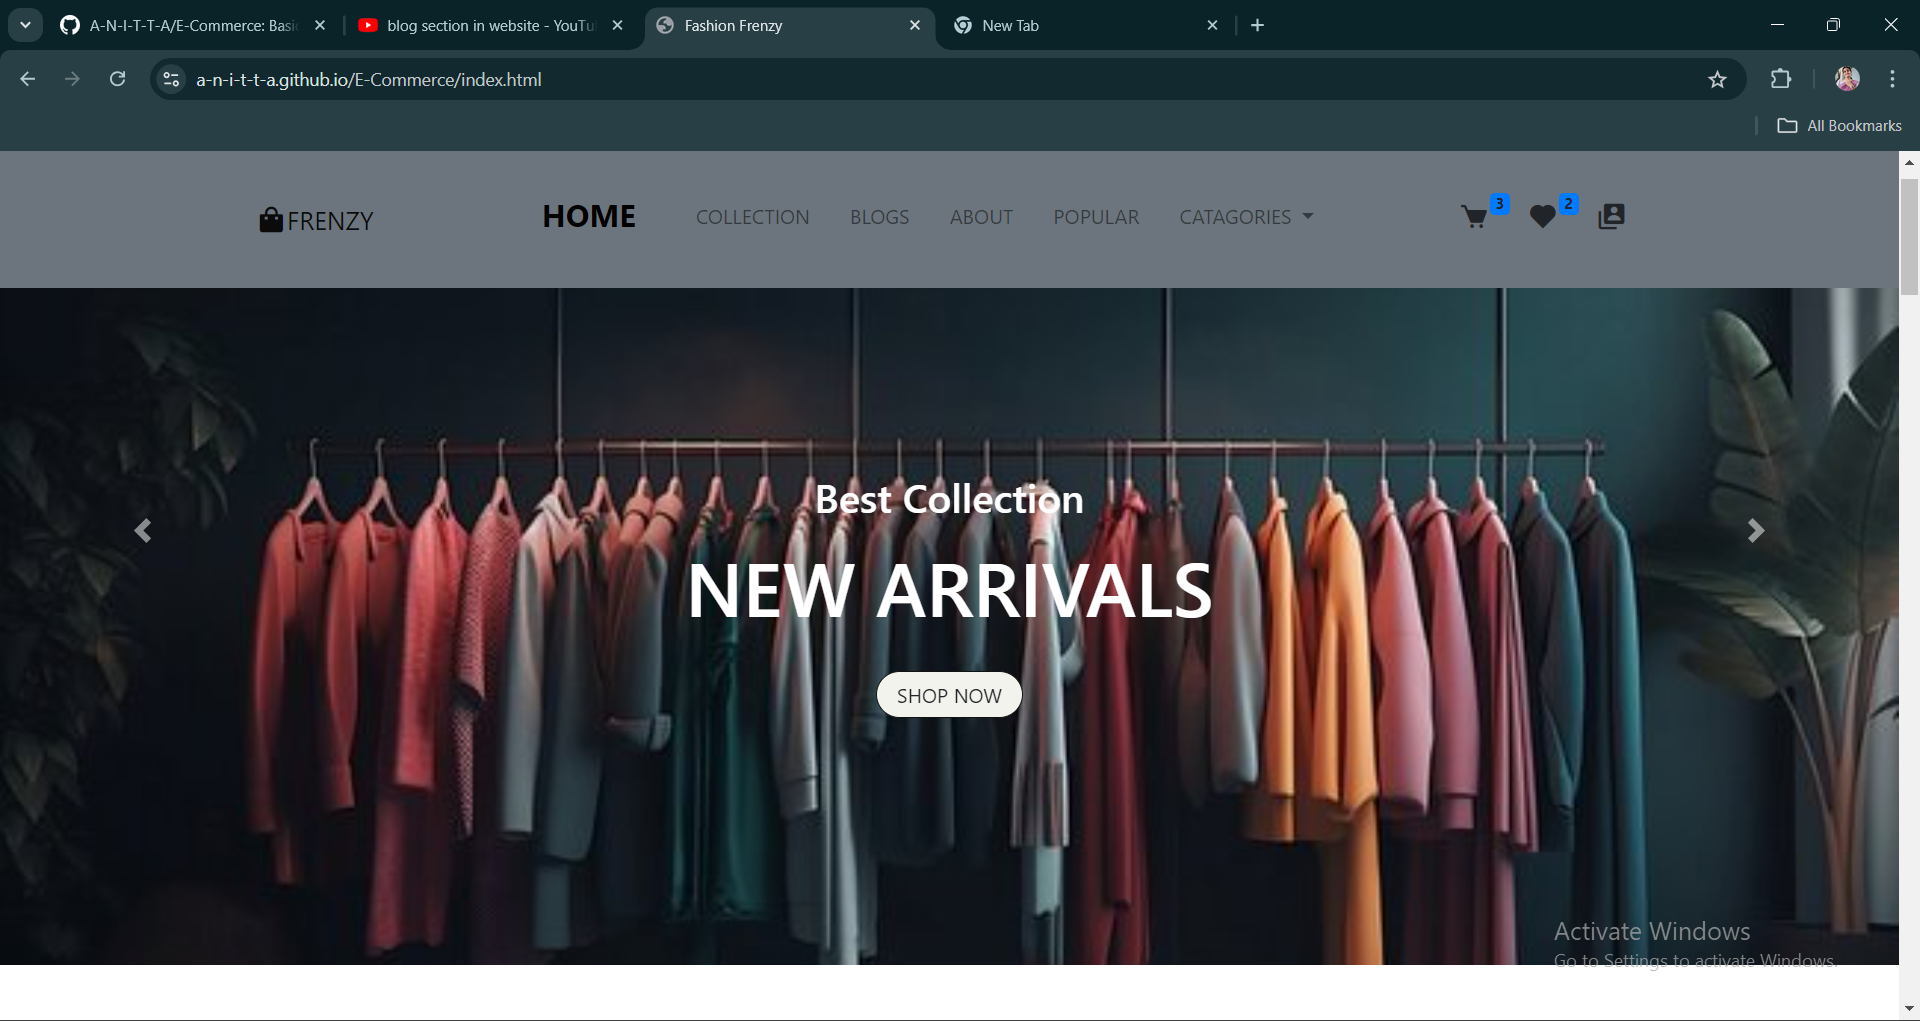 A-N-I-T-T-A/E-Commerce: Basic
blog section in website - YouTu
Fashion Frenzy
New Tab
a-n-i-t-t-a.github.io/E-Commerce/index.html
All Bookmarks
FRENZY
HOME
COLLECTION
BLOGS
ABOUT
POPULAR
CATAGORIES
3
2
Best Collection
NEW ARRIVALS
SHOP NOW
Activate Windows
Go to Settings to activate Windows.